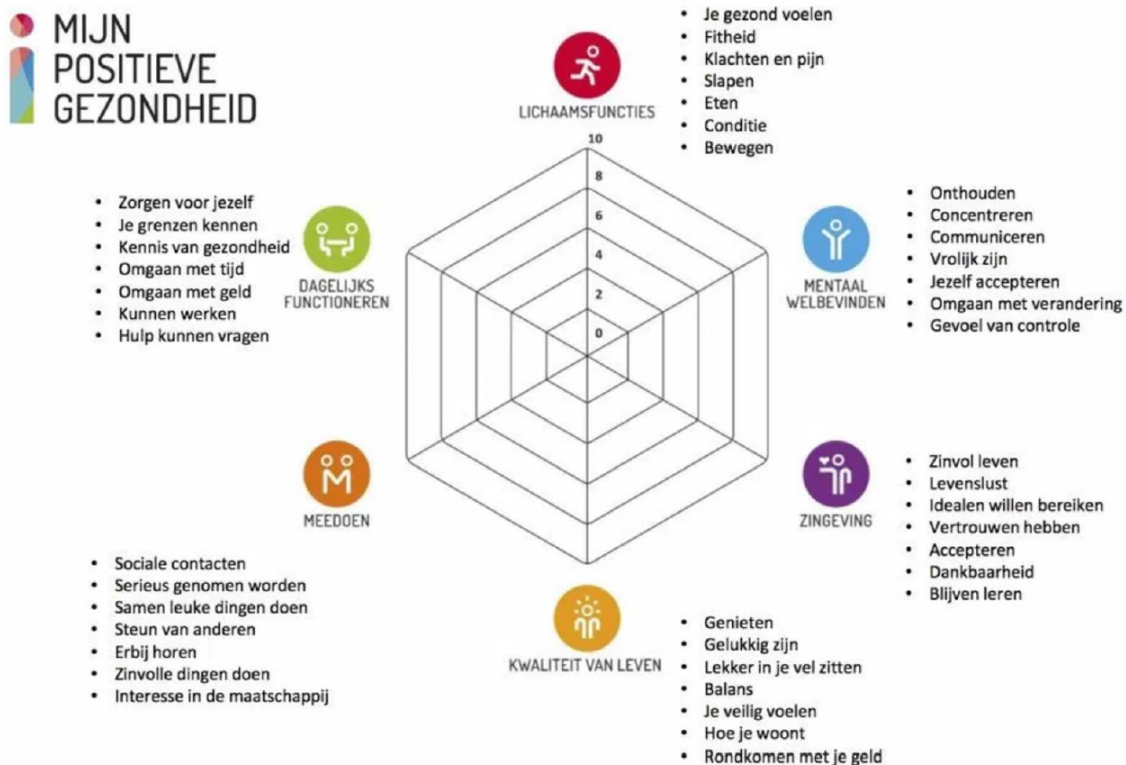 MIJN
POSITIEVE
GEZONDHEID
LICHAAMSFUNCTIES
• Je gezond voelen
• Fitheid
• Klachten en pijn
• Slapen
• Eten
• Conditie
• Bewegen
10
8
6
4
2
0
MENTAAL
WELBEVINDEN
• Onthouden
• Concentreren
• Communiceren
• Vrolijk zijn
• Jezelf accepteren
• Omgaan met verandering
• Gevoel van controle
ZINGEVING
• Zinvol leven
• Levenslust
• Idealen willen bereiken
• Vertrouwen hebben
• Accepteren
• Dankbaarheid
• Blijven leren
KWALITEIT VAN LEVEN
• Genieten
• Gelukkig zijn
• Lekker in je vel zitten
• Balans
• Je veilig voelen
• Hoe je woont
• Rondkomen met je geld
MEEDOEN
• Sociale contacten
• Serieus genomen worden
• Samen leuke dingen doen
• Steun van anderen
• Erbij horen
• Zinvolle dingen doen
• Interesse in de maatschappij
DAGELIJKS
FUNCTIONEREN
• Zorgen voor jezelf
• Je grenzen kennen
• Kennis van gezondheid
• Omgaan met tijd
• Omgaan met geld
• Kunnen werken
• Hulp kunnen vragen